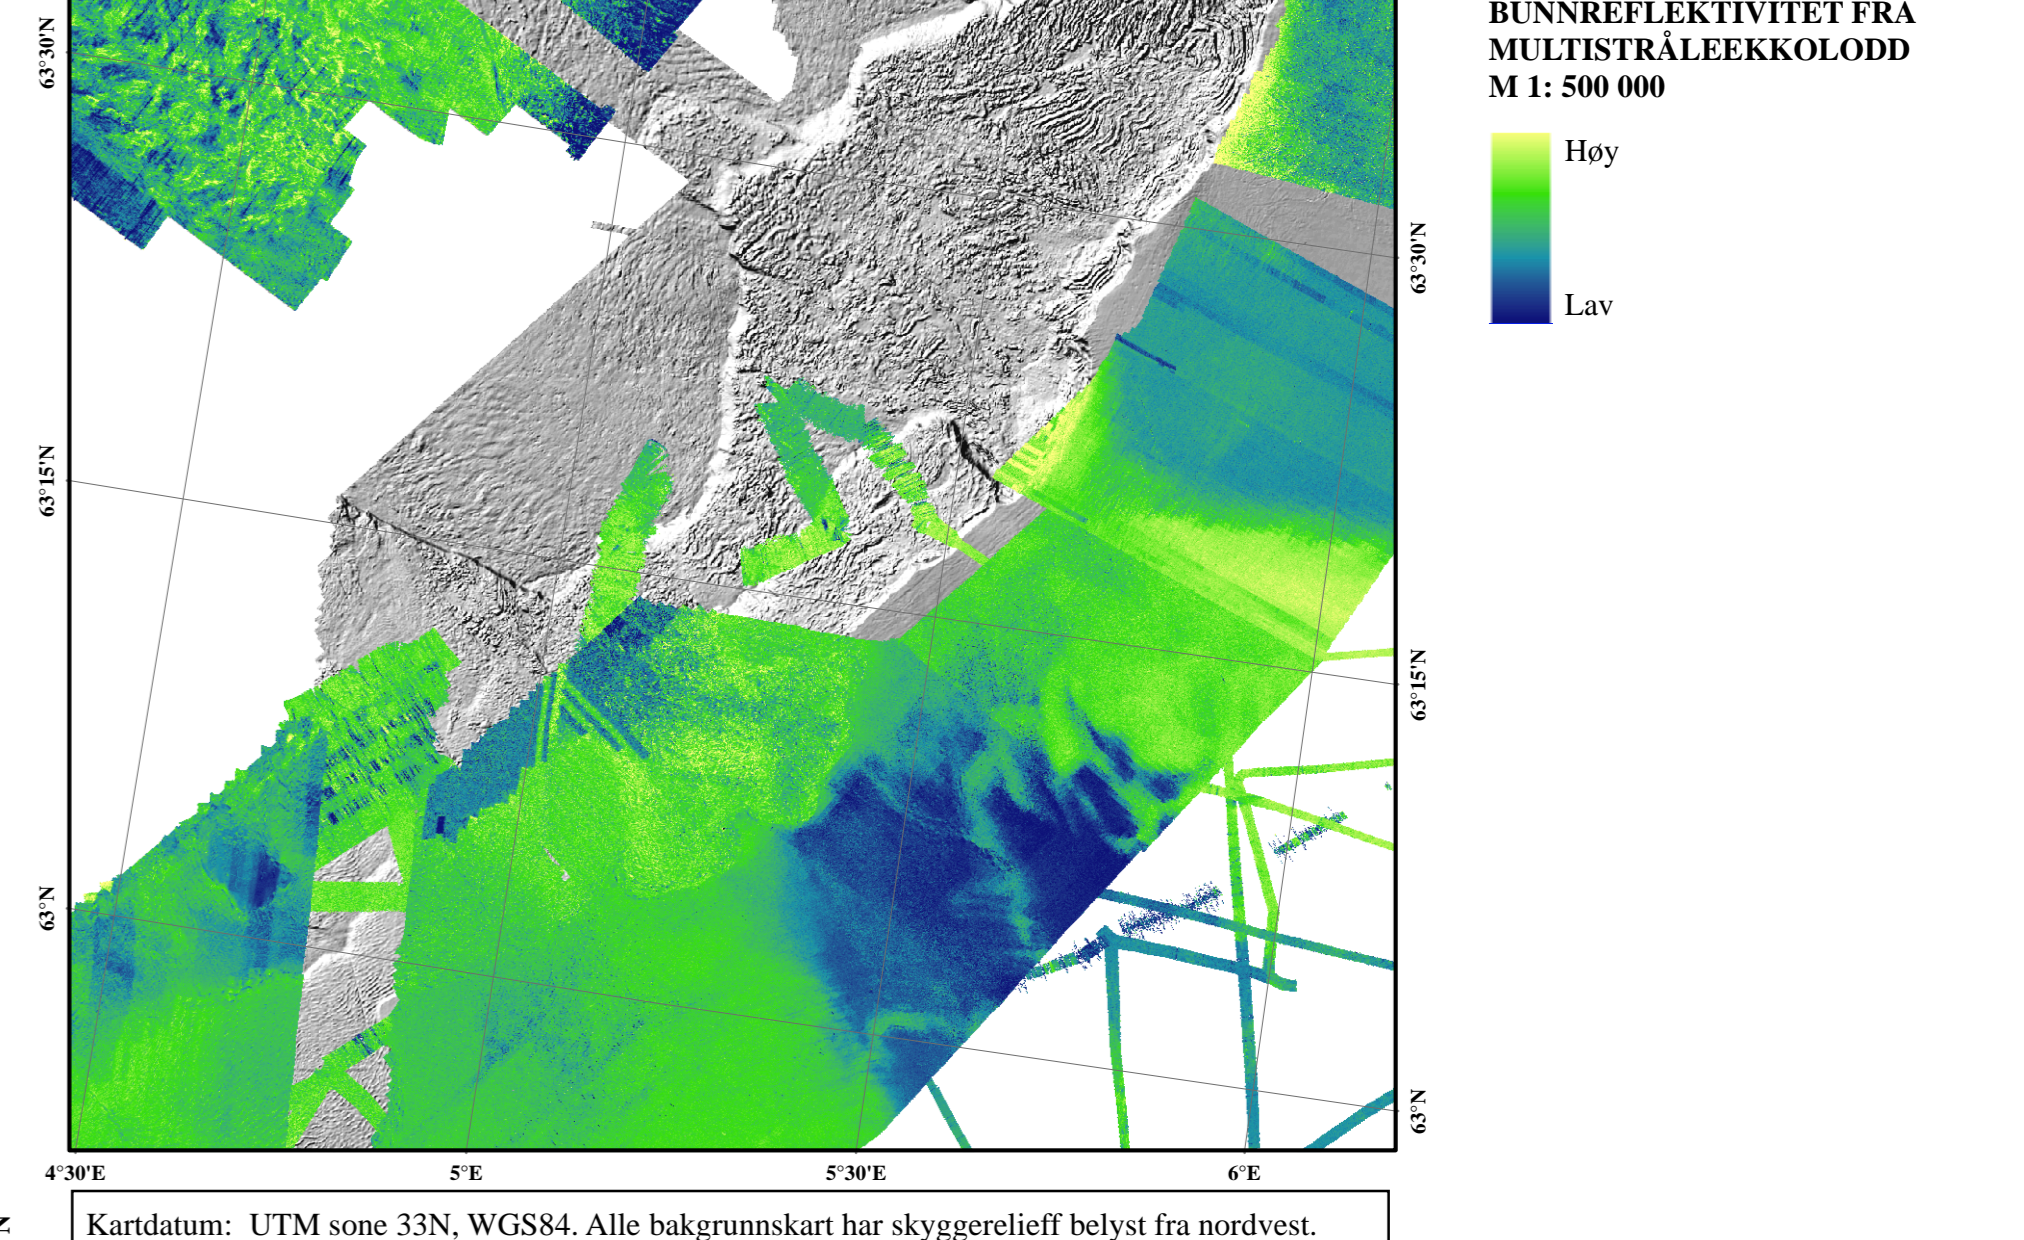 BUNNREFLEKTIVITET FRA
MULTISTRÅLEEKKOLODD
M 1: 500 000
Høy
Lav
63°30'N
63°15'N
63°N
63°30'N
63°15'N
63°N
4°30'E
5°E
5°30'E
6°E
N
Kartdatum: UTM sone 33N, WGS84. Alle bakgrunnskart har skyggerelieff belyst fra nordvest.